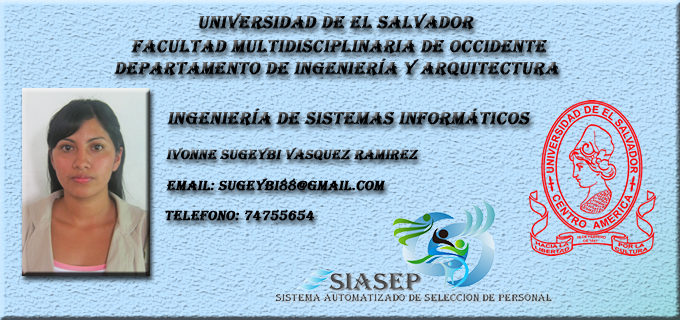 UNIVERSIDAD DE EL SALVADOR
FACULTAD MULTIDISCIPLINARIA DE OCCIDENTE
DEPARTAMENTO DE INGENIERÍA Y ARQUITECTURA
INGENIERÍA DE SISTEMAS INFORMÁTICOS
IVONNE SUGEYBI VASQUEZ RAMIREZ
EMAIL: SUGEYBI88@GMAIL.COM
TELEFONO: 74755654
UNIVERSIDAD DE EL SALVADOR
CENTRO AMERICA
HACIA LA LIBERTAD
POR LA CULTURA
SIASEP
SISTEMA AUTOMATIZADO DE SELECCION DE PERSONAL